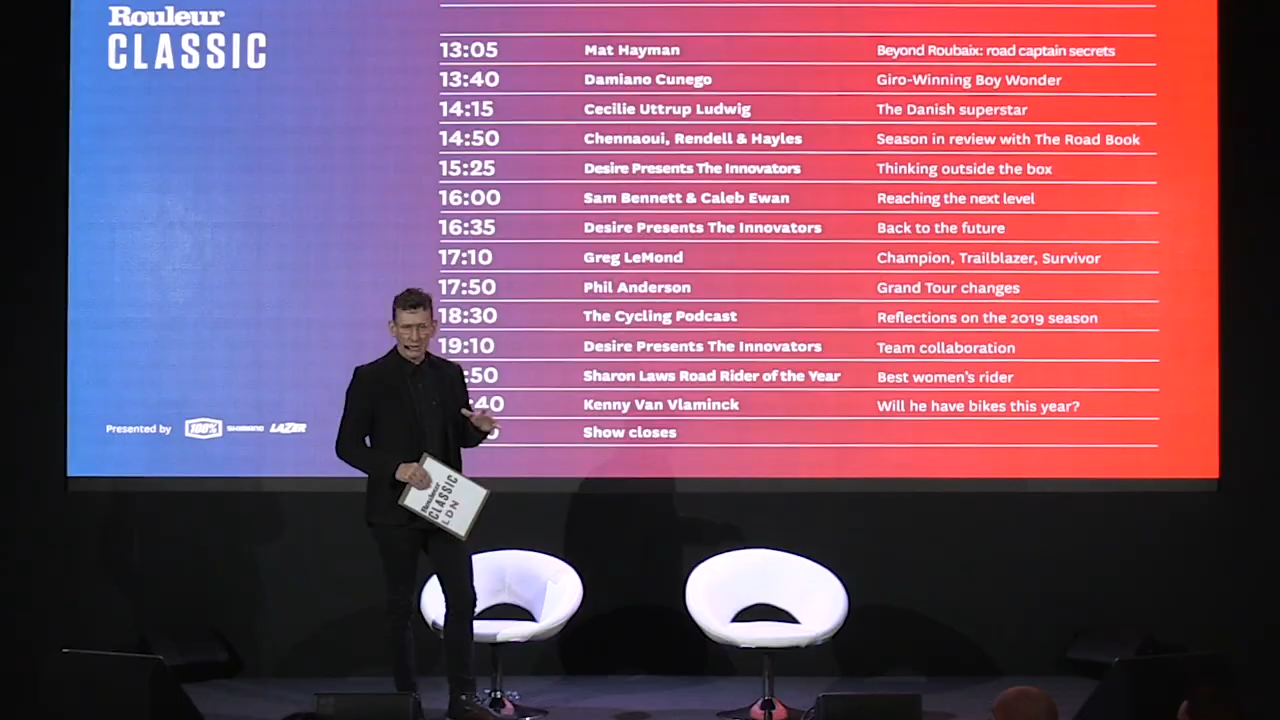 Rouleur
CLASSIC
13:05 Mat Hayman Beyond Roubaix: road captain secrets
13:40 Damiano Cunego Giro-Winning Boy Wonder
14:15 Cecilie Uttrup Ludwig The Danish superstar
14:50 Chennaoui, Rendell & Hayles Season in review with The Road Book
15:25 Desire Presents The Innovators Thinking outside the box
16:00 Sam Bennett & Caleb Ewan Reaching the next level
16:35 Desire Presents The Innovators Back to the future
17:10 Greg LeMond Champion, Trailblazer, Survivor
17:50 Phil Anderson Grand Tour changes
18:30 The Cycling Podcast Reflections on the 2019 season
19:10 Desire Presents The Innovators Team collaboration
:50 Sharon Laws Road Rider of the Year Best women's rider
:40 Kenny Van Vlaminck Will he have bikes this year?
Show closes
Presented by 100% SHIMANO LAZER
Rouleur
CLASSIC
LDN